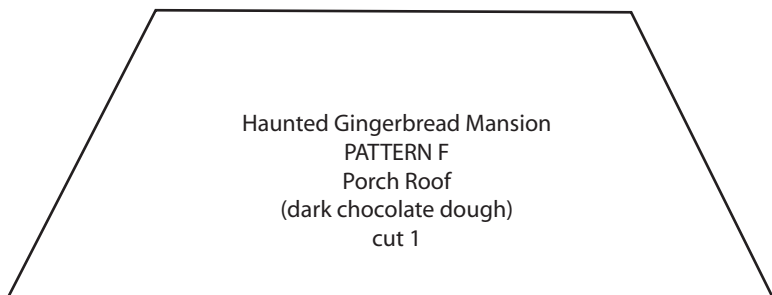 Haunted Gingerbread Mansion
PATTERN F
Porch Roof
(dark chocolate dough)
cut 1